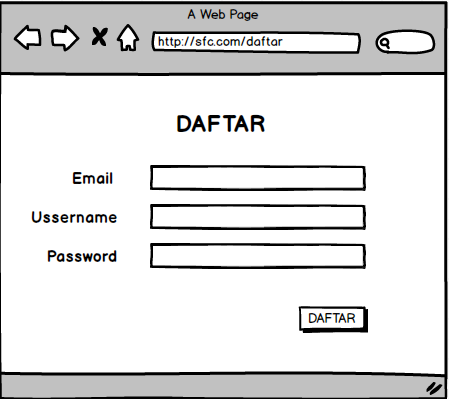 A Web Page
http://sfc.com/daftar
DAFTAR
Email
Ussername
Password
DAFTAR